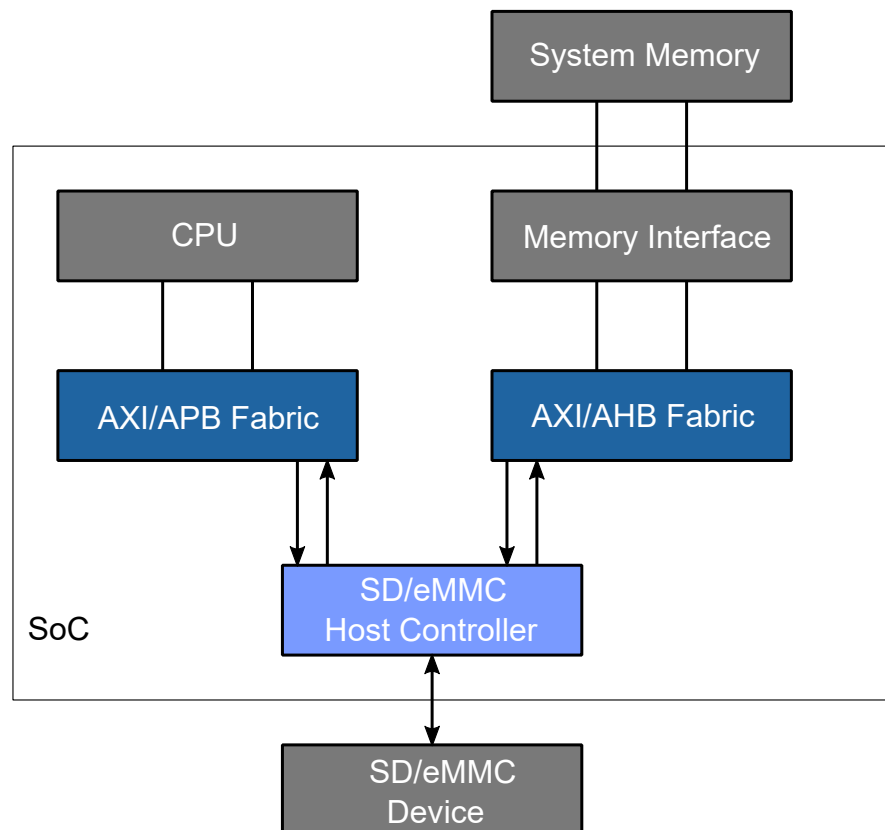 System Memory
CPU
Memory Interface
AXI/APB Fabric
AXI/AHB Fabric
SD/eMMC
Host Controller
SoC
SD/eMMC
Device